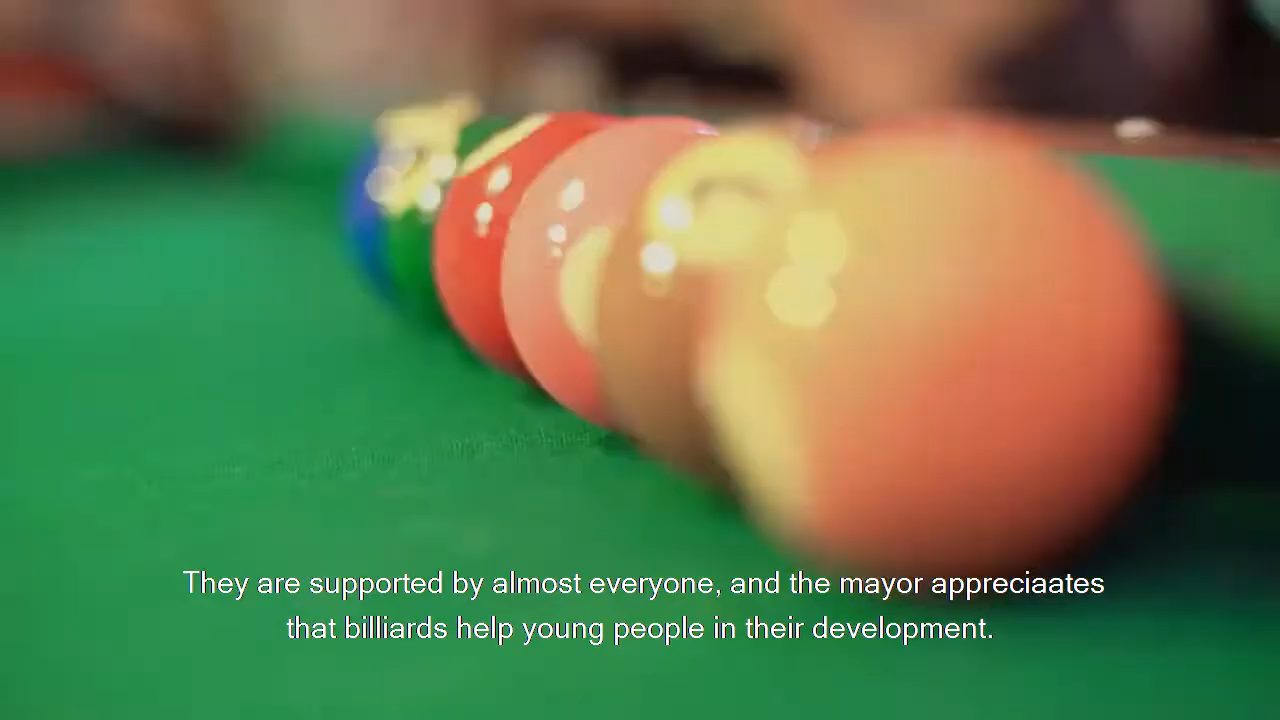 They are supported by almost everyone, and the mayor appreciaates
that billiards help young people in their development.